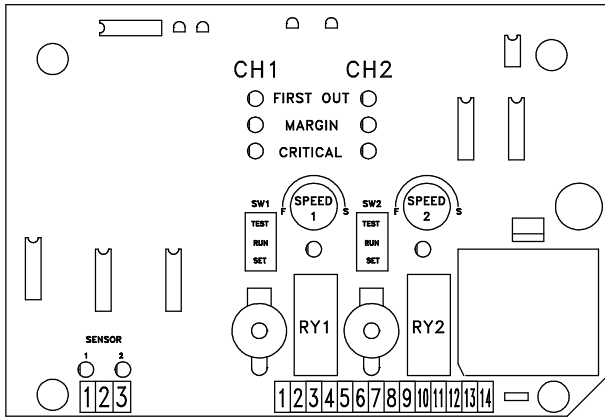 CH1 CH2
FIRST OUT
MARGIN
CRITICAL
SW1 SPEED 1 F S SW2 SPEED 2 F S
TEST TEST
RUN RUN
SET SET
RY1 RY2
SENSOR
1 2
1 2 3
1 2 3 4 5 6 7 8 9 10 11 12 13 14